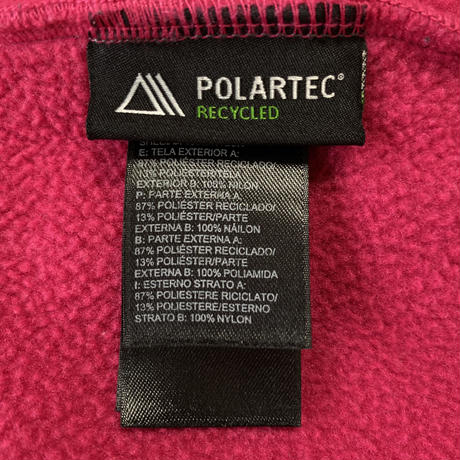 POLARTEC®
RECYCLED
E: TELA EXTERIOR A:
POLIÉSTER RECICLADO/
13% POLIÉSTER/TELA
EXTERIOR B: 100% NILON
P: PARTE EXTERNA A:
87% POLIÉSTER RECICLADO/
13% POLIÉSTER/PARTE
EXTERNA B: 100% NÁILON
B: PARTE EXTERNA A:
87% POLIÉSTER RECICLADO/
13% POLIÉSTER/PARTE
EXTERNA B: 100% POLIAMIDA
I: ESTERNO STRATO A:
87% POLIESTERE RICICLATO/
13% POLIESTERE/ESTERNO
STRATO B: 100% NYLON